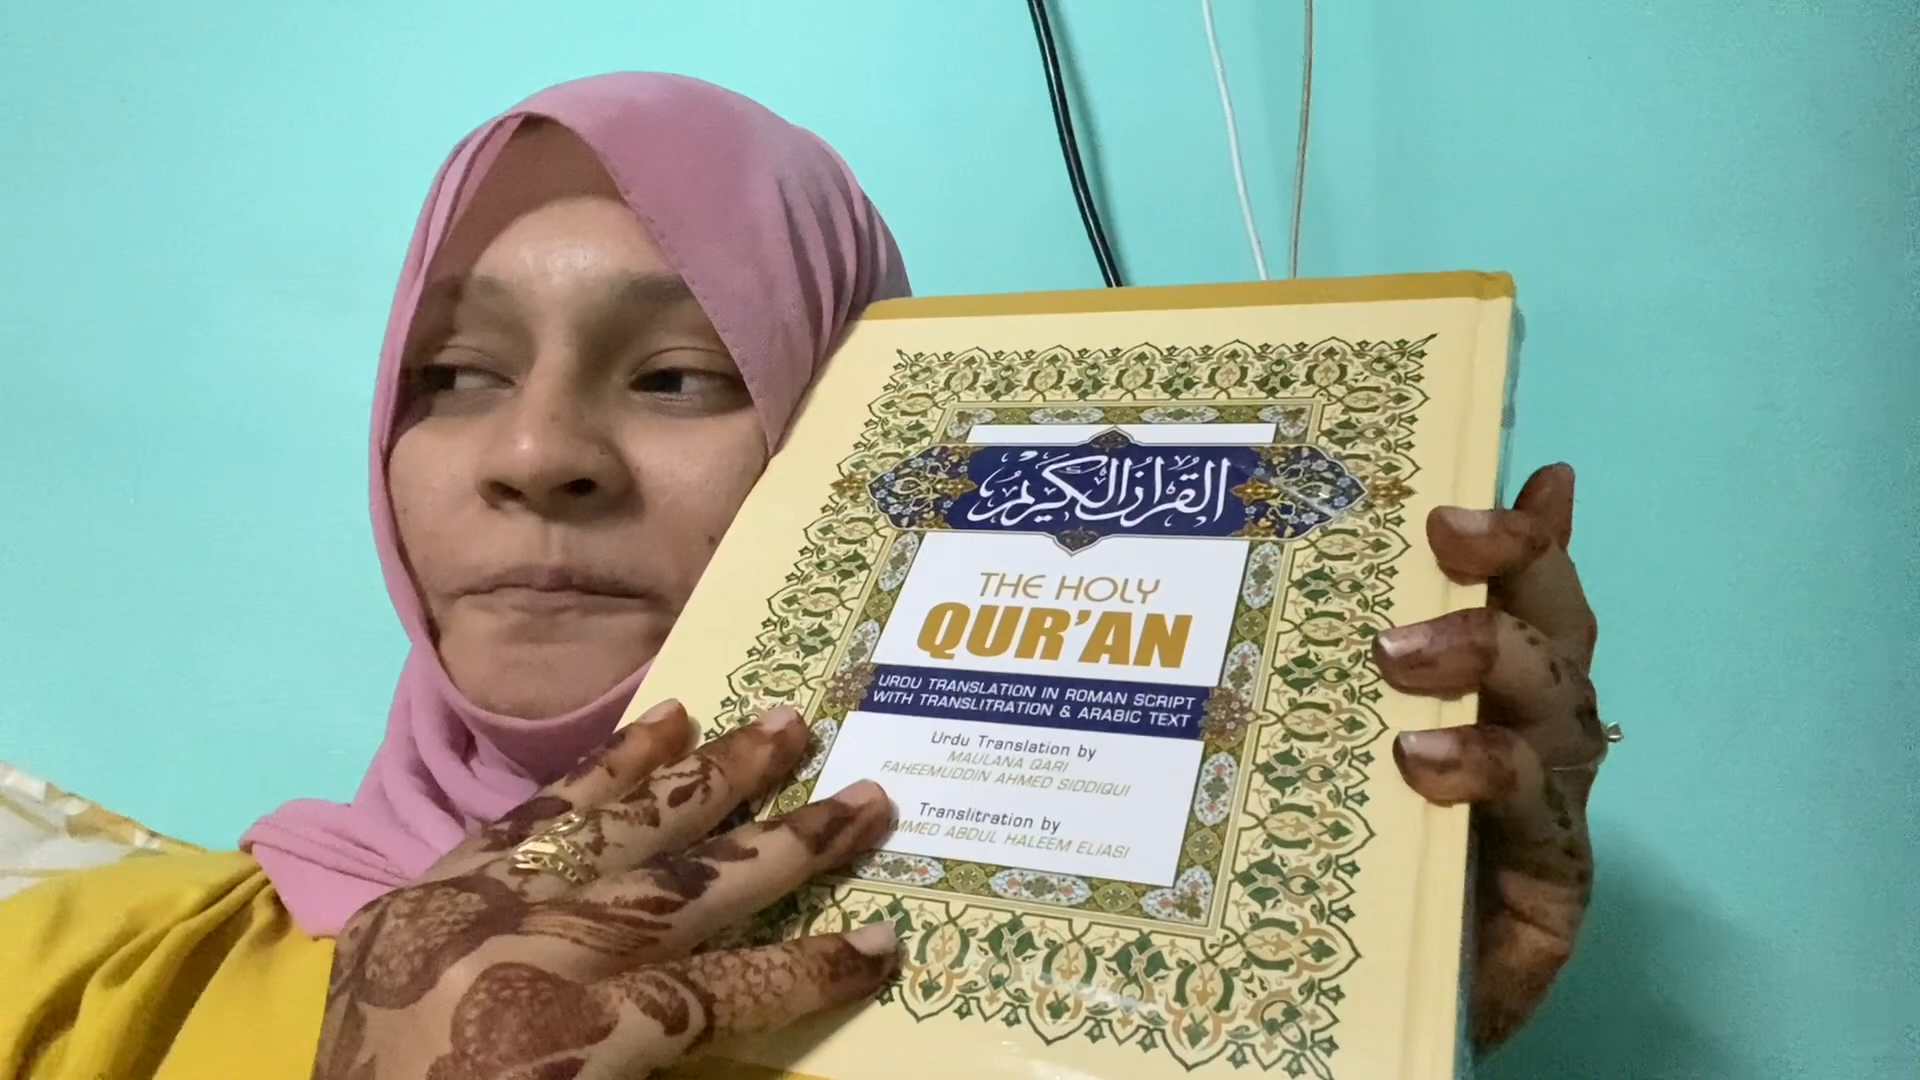 القرآن الكريم
THE HOLY
QUR'AN
URDU TRANSLATION IN ROMAN SCRIPT
WITH TRANSLITRATION & ARABIC TEXT
Urdu Translation by
MAULANA QARI
FAHEEMUDDIN AHMED SIDDIQUI
Translitration by
ABDUL HALEEM ELIASI